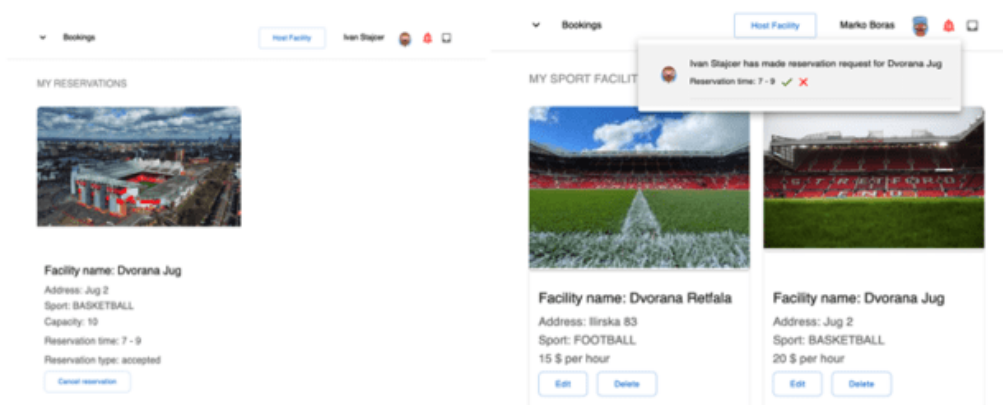 Bookings
Host Facility
Ivan Stajcer
MY RESERVATIONS
Facility name: Dvorana Jug
Address: Jug 2
Sport: BASKETBALL
Capacity: 10
Reservation time: 7 - 9
Reservation type: accepted
Cancel reservation
Bookings
Host Facility
Marko Boras
Ivan Stajcer has made reservation request for Dvorana Jug
Reservation time: 7 - 9
MY SPORT FACILIT
Facility name: Dvorana Retfala
Address: Ilirska 83
Sport: FOOTBALL
15 $ per hour
Edit
Delete
Facility name: Dvorana Jug
Address: Jug 2
Sport: BASKETBALL
20 $ per hour
Edit
Delete